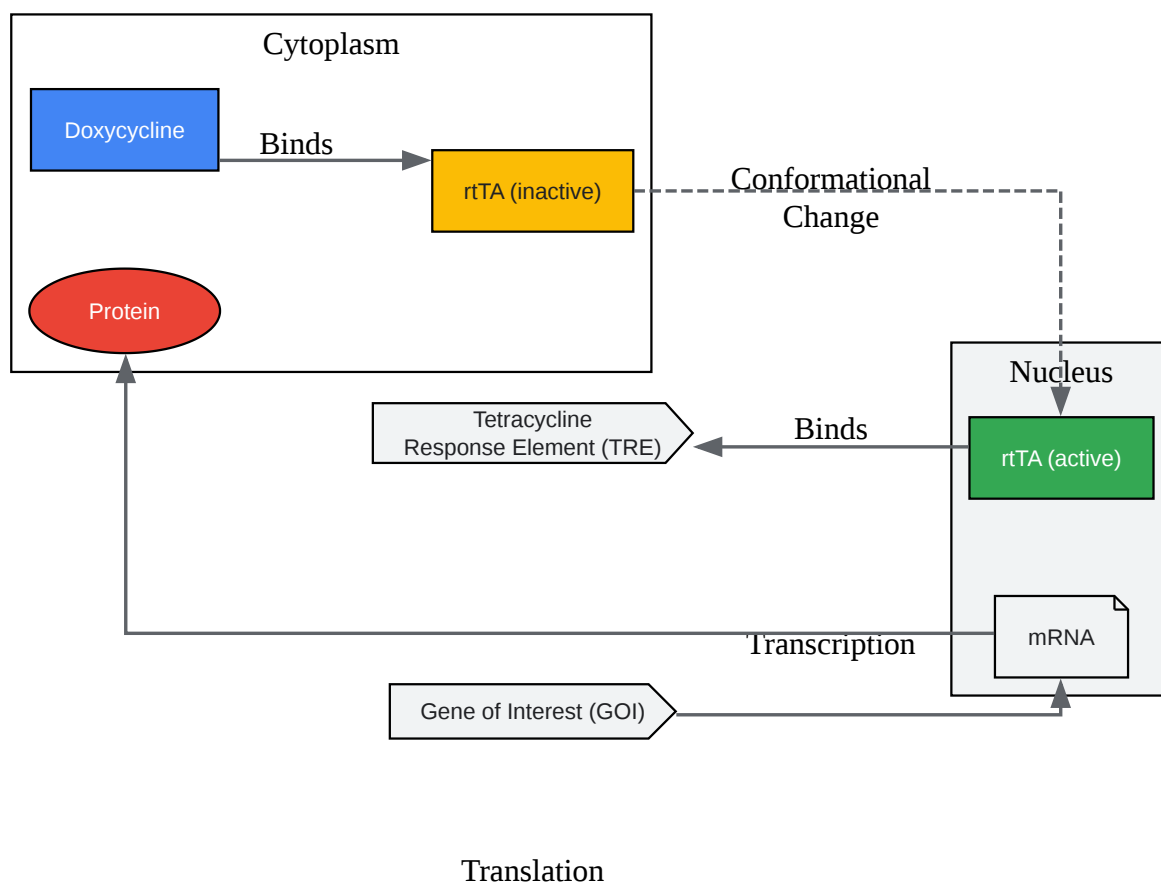 Cytoplasm
Doxycycline
Binds
rtTA (inactive)
Conformational
Change
Protein
Nucleus
Tetracycline
Response Element (TRE)
Binds
rtTA (active)
Transcription
mRNA
Gene of Interest (GOI)
Translation